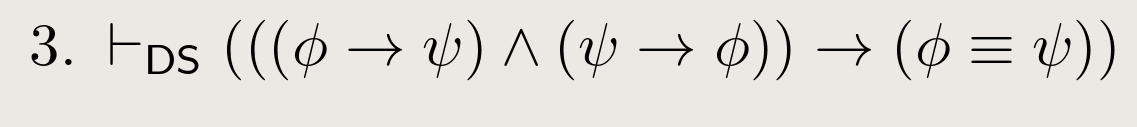 3. ⊢DS (((ϕ → ψ) ∧ (ψ → ϕ)) → (ϕ ≡ ψ))